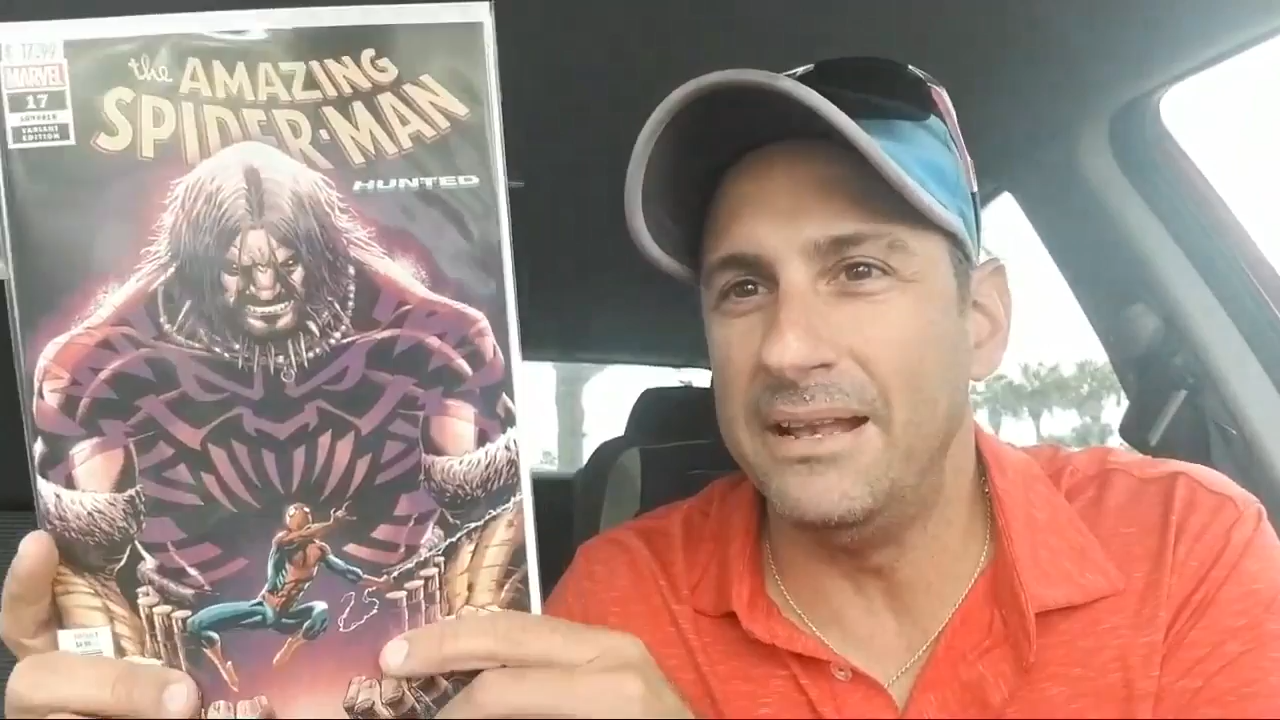 MARVEL
17
VARIANT
EDITION
the AMAZING
SPIDER-MAN
HUNTED